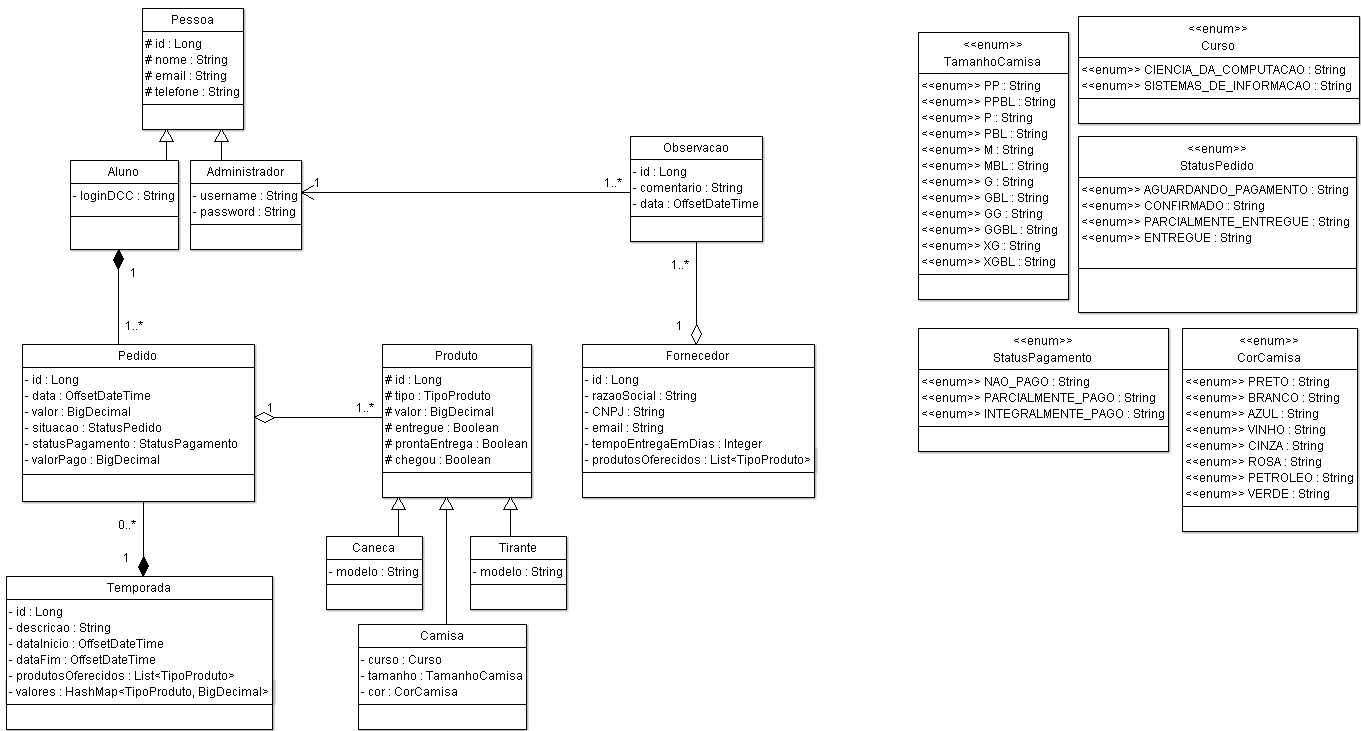 Pessoa
# id : Long
# nome : String
# email : String
# telefone : String
Aluno
- loginDCC : String
Administrador
- username : String
- password : String
1
1..*
Observacao
- id : Long
- comentario : String
- data : OffsetDateTime
1
1..*
1..*
1
Pedido
- id : Long
- data : OffsetDateTime
- valor : BigDecimal
- situacao : StatusPedido
- statusPagamento : StatusPagamento
- valorPago : BigDecimal
1
1..*
Produto
# id : Long
# tipo : TipoProduto
# valor : BigDecimal
# entregue : Boolean
# prontaEntrega : Boolean
# chegou : Boolean
Fornecedor
- id : Long
- razaoSocial : String
- CNPJ : String
- email : String
- tempoEntregaEmDias : Integer
- produtosOferecidos : List<TipoProduto>
0..*
1
Caneca
- modelo : String
Tirante
- modelo : String
Temporada
- id : Long
- descricao : String
- dataInicio : OffsetDateTime
- dataFim : OffsetDateTime
- produtosOferecidos : List<TipoProduto>
- valores : HashMap<TipoProduto, BigDecimal>
Camisa
- curso : Curso
- tamanho : TamanhoCamisa
- cor : CorCamisa
<<enum>>
TamanhoCamisa
<<enum>> PP : String
<<enum>> PPBL : String
<<enum>> P : String
<<enum>> PBL : String
<<enum>> M : String
<<enum>> MBL : String
<<enum>> G : String
<<enum>> GBL : String
<<enum>> GG : String
<<enum>> GGBL : String
<<enum>> XG : String
<<enum>> XGBL : String
<<enum>>
Curso
<<enum>> CIENCIA_DA_COMPUTACAO : String
<<enum>> SISTEMAS_DE_INFORMACAO : String
<<enum>>
StatusPedido
<<enum>> AGUARDANDO_PAGAMENTO : String
<<enum>> CONFIRMADO : String
<<enum>> PARCIALMENTE_ENTREGUE : String
<<enum>> ENTREGUE : String
<<enum>>
StatusPagamento
<<enum>> NAO_PAGO : String
<<enum>> PARCIALMENTE_PAGO : String
<<enum>> INTEGRALMENTE_PAGO : String
<<enum>>
CorCamisa
<<enum>> PRETO : String
<<enum>> BRANCO : String
<<enum>> AZUL : String
<<enum>> VINHO : String
<<enum>> CINZA : String
<<enum>> ROSA : String
<<enum>> PETROLEO : String
<<enum>> VERDE : String